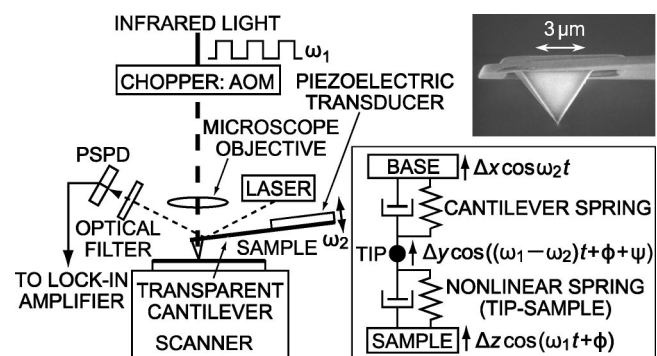 INFRARED LIGHT
ω1
CHOPPER: AOM
PIEZOELECTRIC
TRANSDUCER
MICROSCOPE
OBJECTIVE
PSPD
LASER
OPTICAL
FILTER
SAMPLE
ω2
TO LOCK-IN
AMPLIFIER
TRANSPARENT
CANTILEVER
SCANNER
3 µm
BASE
Δx cosω2t
CANTILEVER SPRING
TIP
Δy cos((ω1−ω2)t+ϕ+ψ)
NONLINEAR SPRING
(TIP-SAMPLE)
SAMPLE
Δz cos(ω1t+ϕ)